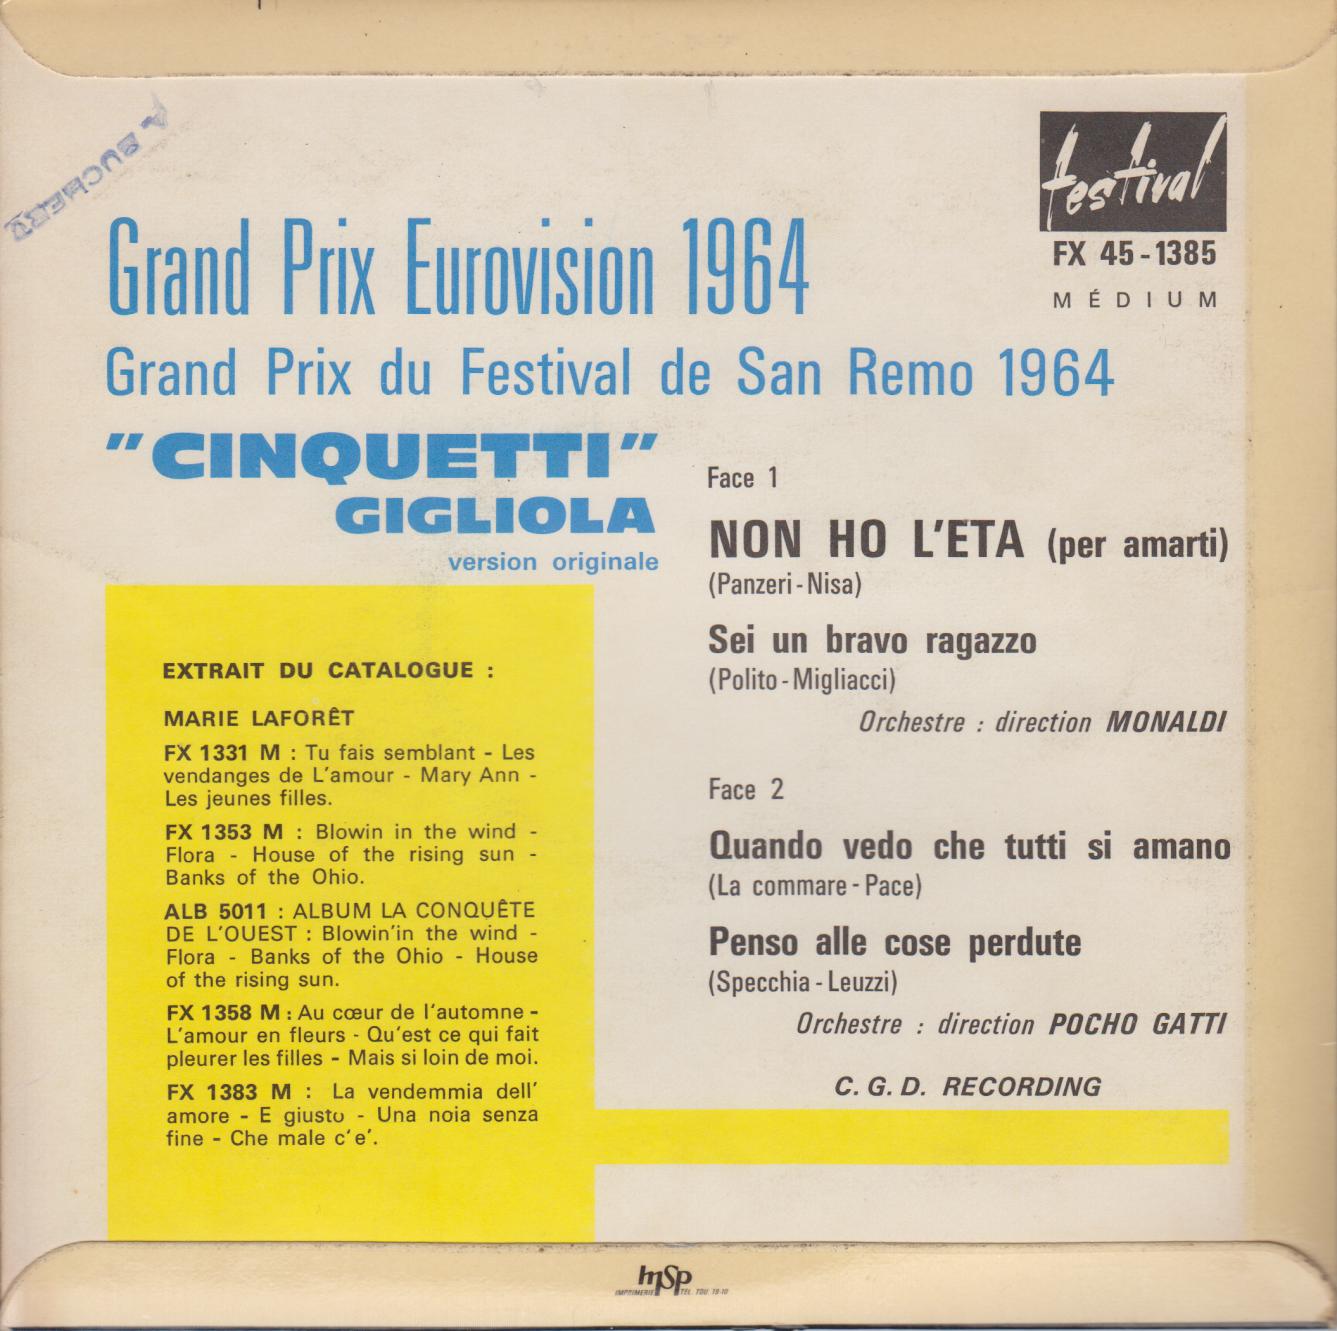 A. BUCHERY
festival
FX 45-1385
MÉDIUM
Grand Prix Eurovision 1964
Grand Prix du Festival de San Remo 1964
"CINQUETTI"
GIGLIOLA
version originale
EXTRAIT DU CATALOGUE :
MARIE LAFORÊT
FX 1331 M : Tu fais semblant - Les
vendanges de L'amour - Mary Ann -
Les jeunes filles.
FX 1353 M : Blowin in the wind -
Flora - House of the rising sun -
Banks of the Ohio.
ALB 5011 : ALBUM LA CONQUÊTE
DE L'OUEST : Blowin'in the wind -
Flora - Banks of the Ohio - House
of the rising sun.
FX 1358 M : Au cœur de l'automne -
L'amour en fleurs - Qu'est ce qui fait
pleurer les filles - Mais si loin de moi.
FX 1383 M : La vendemmia dell'
amore - E giusto - Una noia senza
fine - Che male c'e'.
Face 1
NON HO L'ETA (per amarti)
(Panzeri-Nisa)
Sei un bravo ragazzo
(Polito-Migliacci)
Orchestre : direction MONALDI
Face 2
Quando vedo che tutti si amano
(La commare-Pace)
Penso alle cose perdute
(Specchia-Leuzzi)
Orchestre : direction POCHO GATTI
C. G. D. RECORDING
IMPRIMERIE mSp TÉL. TOU. 19-10